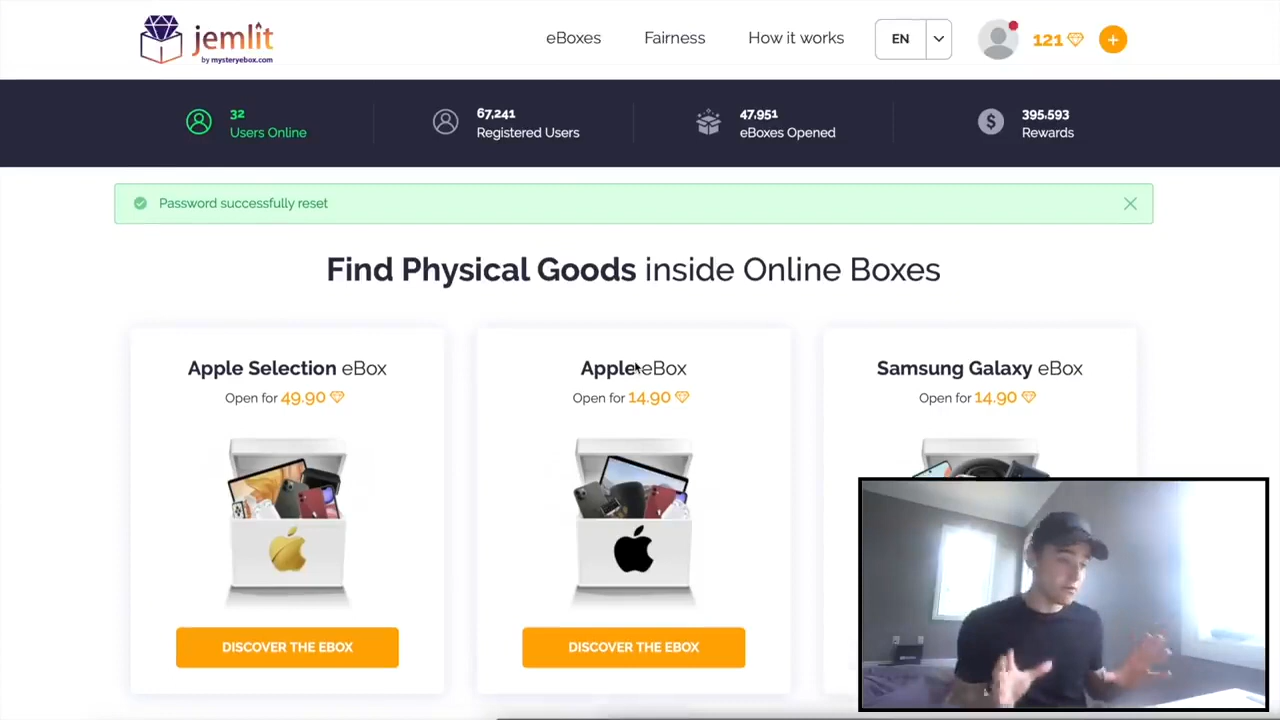 jemlit
by mysteryebox.com
eBoxes
Fairness
How it works
EN
121
+
32
Users Online
67,241
Registered Users
47,951
eBoxes Opened
$
395,593
Rewards
Password successfully reset
Find Physical Goods inside Online Boxes
Apple Selection eBox
Open for 49.90
DISCOVER THE EBOX
Apple eBox
Open for 14.90
DISCOVER THE EBOX
Samsung Galaxy eBox
Open for 14.90